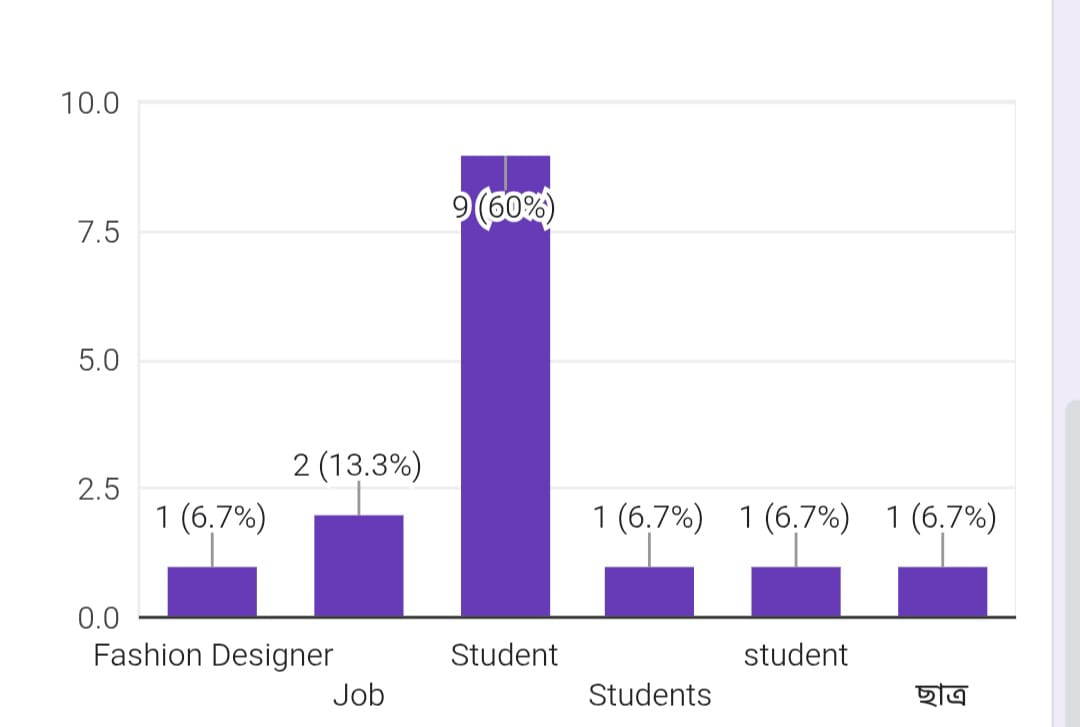 10.0
9 (60%)
7.5
5.0
2 (13.3%)
2.5
1 (6.7%) 1 (6.7%) 1 (6.7%) 1 (6.7%)
0.0
Fashion Designer Student student
Job Students ছাত্র